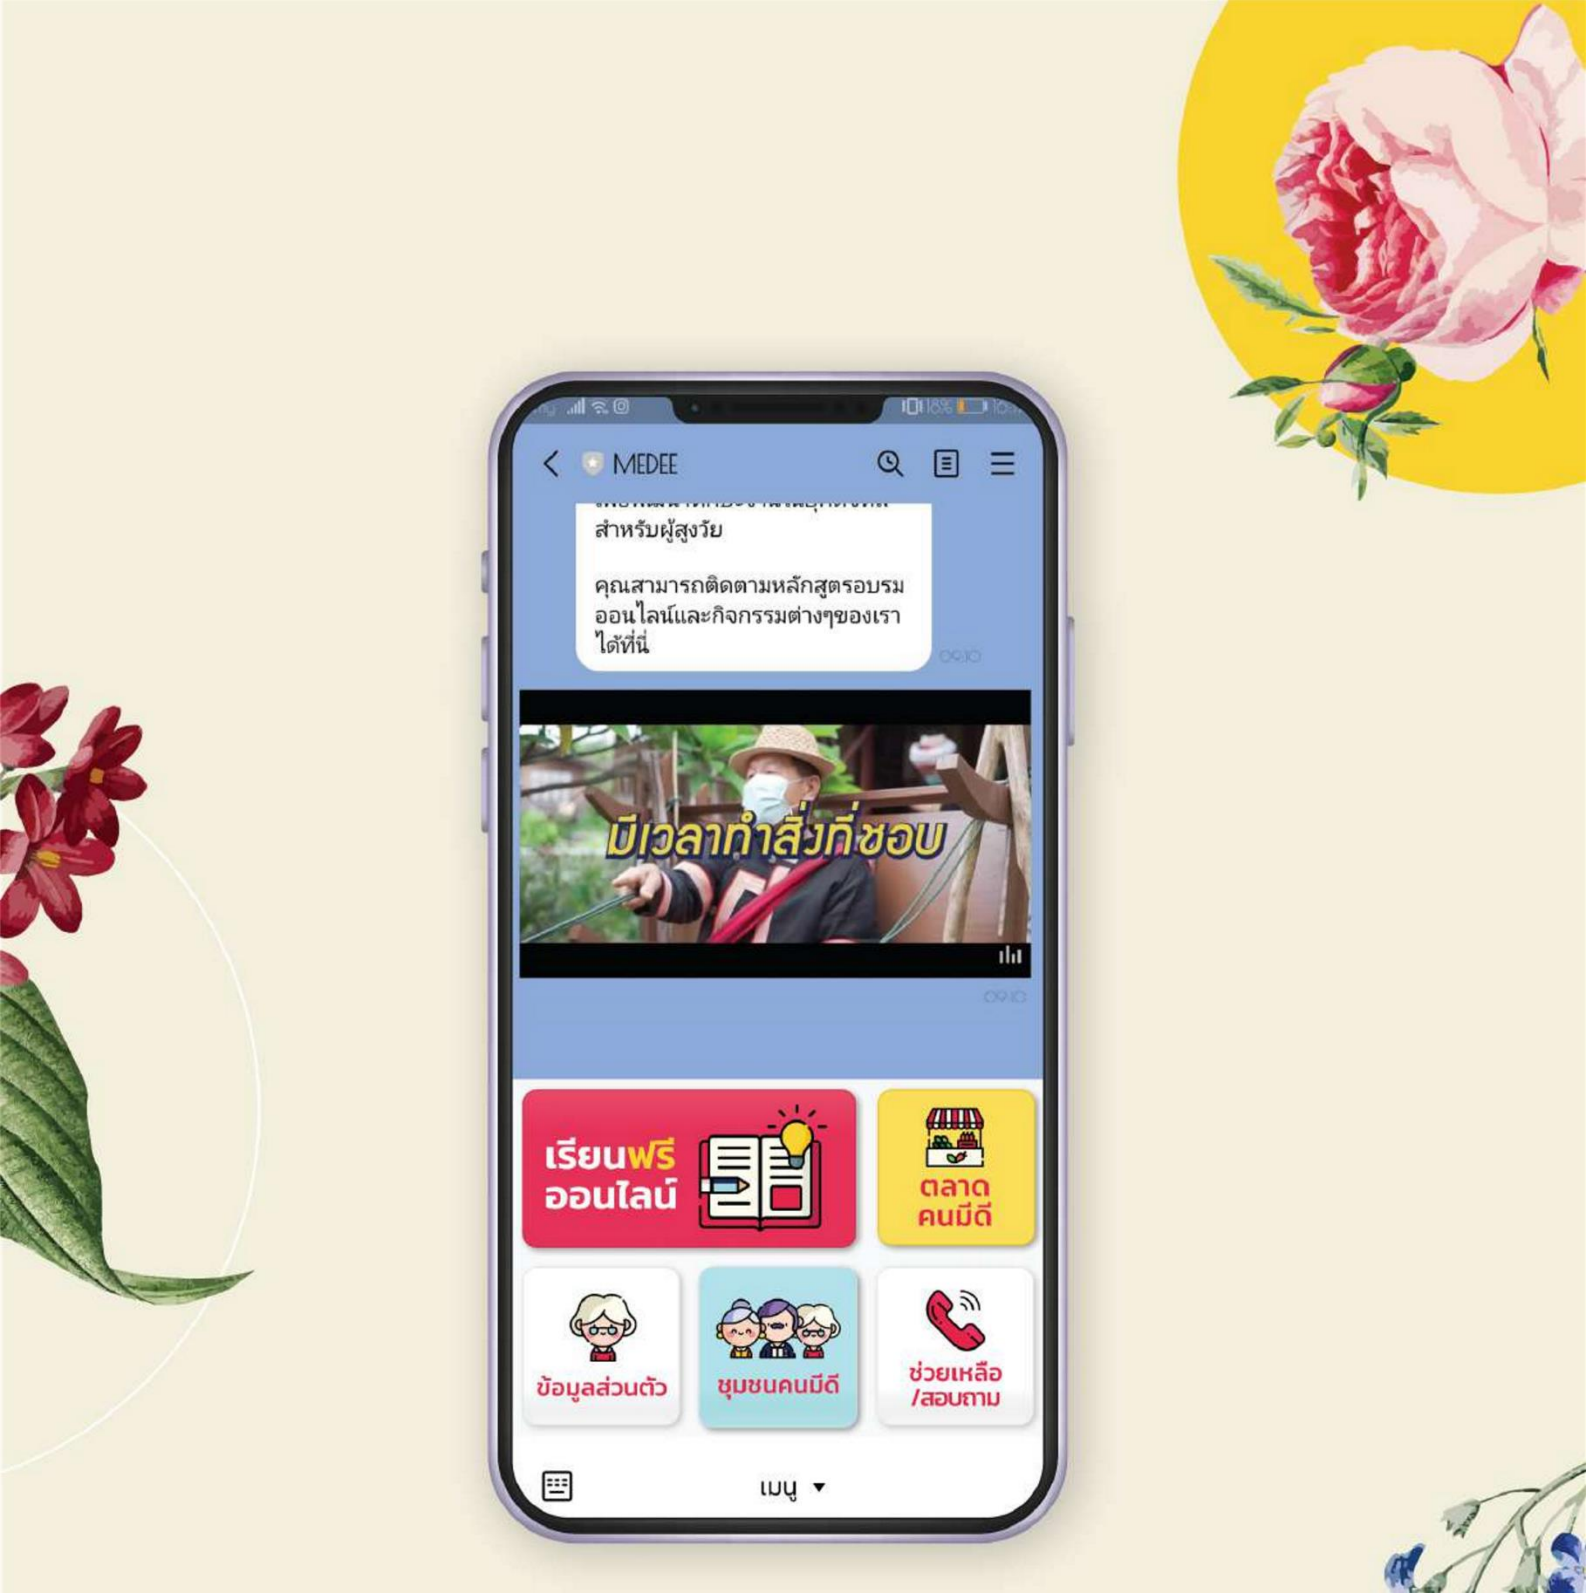 18%
MEDEE
สำหรับผู้สูงวัย
คุณสามารถติดตามหลักสูตรอบรม
ออนไลน์และกิจกรรมต่างๆของเรา
ได้ที่นี่
09:10
มีเวลาทำสิ่งที่ชอบ
09:10
เรียนฟรี
ออนไลน์
ตลาด
คนมีดี
ข้อมูลส่วนตัว
ชุมชนคนมีดี
ช่วยเหลือ
/สอบถาม
เมนู